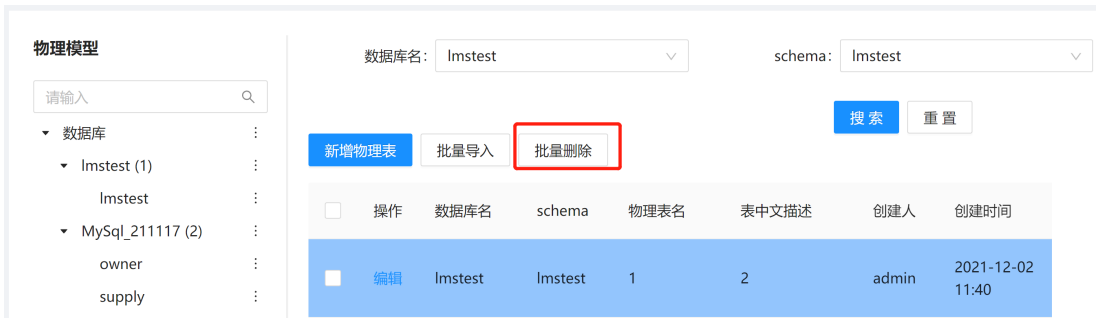 物理模型
请输入
数据库
lmstest (1)
lmstest
MySql_211117 (2)
owner
supply
数据库名: lmstest schema: lmstest
搜索 重置
新增物理表 批量导入 批量删除
操作 数据库名 schema 物理表名 表中文描述 创建人 创建时间
编辑 lmstest lmstest 1 2 admin 2021-12-02
11:40